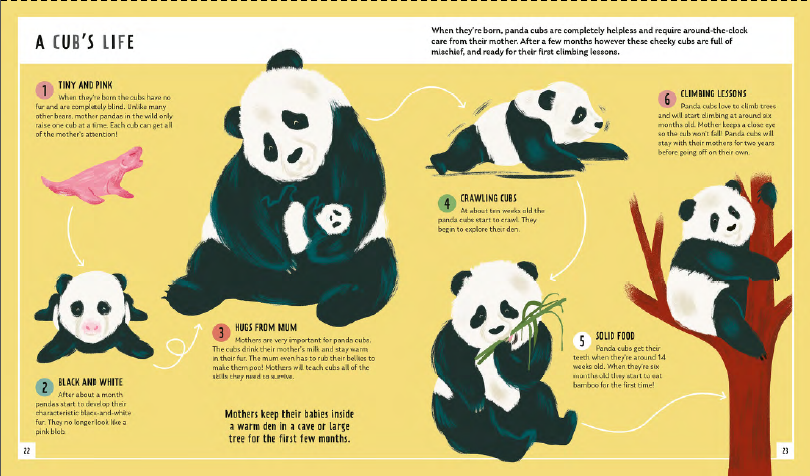 A CUB'S LIFE
When they're born, panda cubs are completely helpless and require around-the-clock
care from their mother. After a few months however these cheeky cubs are full of
mischief, and ready for their first climbing lessons.
1 TINY AND PINK
When they're born the cubs have no
fur and are completely blind. Unlike many
other bears, mother pandas in the wild only
raise one cub at a time. Each cub can get all
of the mother's attention!
2 BLACK AND WHITE
After about a month
pandas start to develop their
characteristic black-and-white
fur. They no longer look like a
pink blob.
3 HUGS FROM MUM
Mothers are very important for panda cubs.
The cubs drink their mother's milk and stay warm
in their fur. The mum even has to rub their bellies to
make them poo! Mothers will teach cubs all of the
skills they need to survive.
Mothers keep their babies inside
a warm den in a cave or large
tree for the first few months.
4 CRAWLING CUBS
At about ten weeks old the
panda cubs start to crawl. They
begin to explore their den.
5 SOLID FOOD
Panda cubs get their
teeth when they're around 14
weeks old. When they're six
months old they start to eat
bamboo for the first time!
6 CLIMBING LESSONS
Panda cubs love to climb trees
and will start climbing at around six
months old. Mother keeps a close eye
so the cub won't fall! Panda cubs will
stay with their mothers for two years
before going off on their own.
22
23